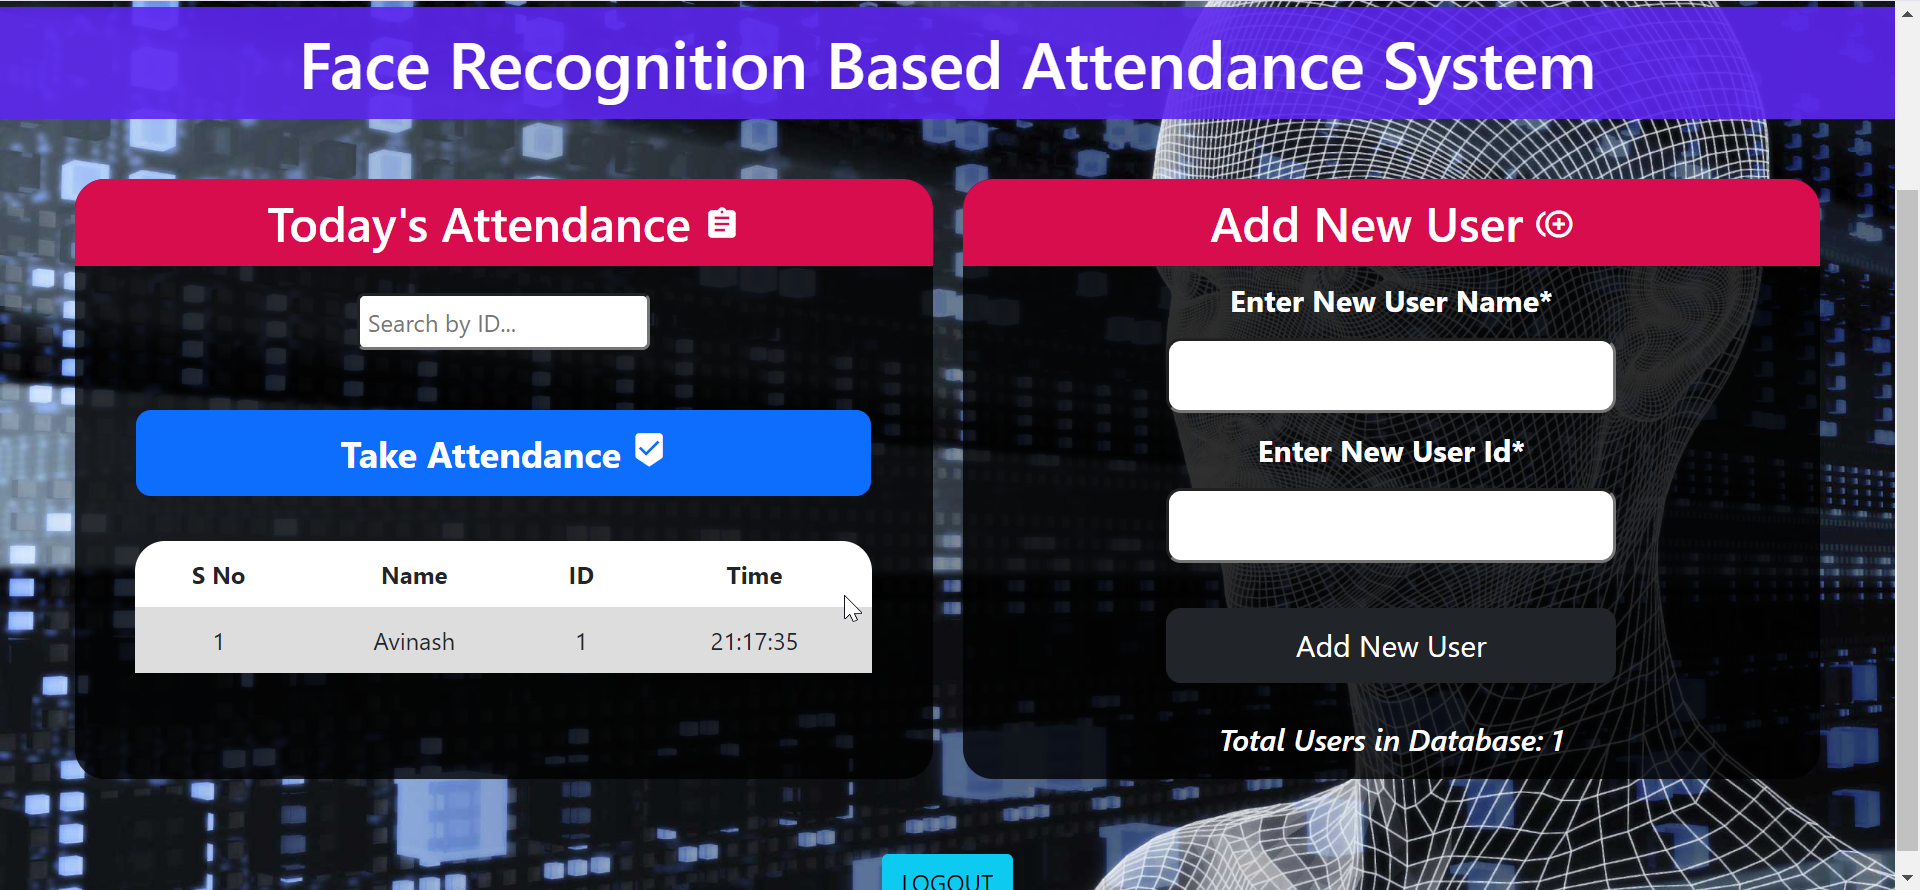 Face Recognition Based Attendance System
Today's Attendance
Search by ID...
Take Attendance
S No Name ID Time
1 Avinash 1 21:17:35
Add New User
Enter New User Name*
Enter New User Id*
Add New User
Total Users in Database: 1
LOGOUT